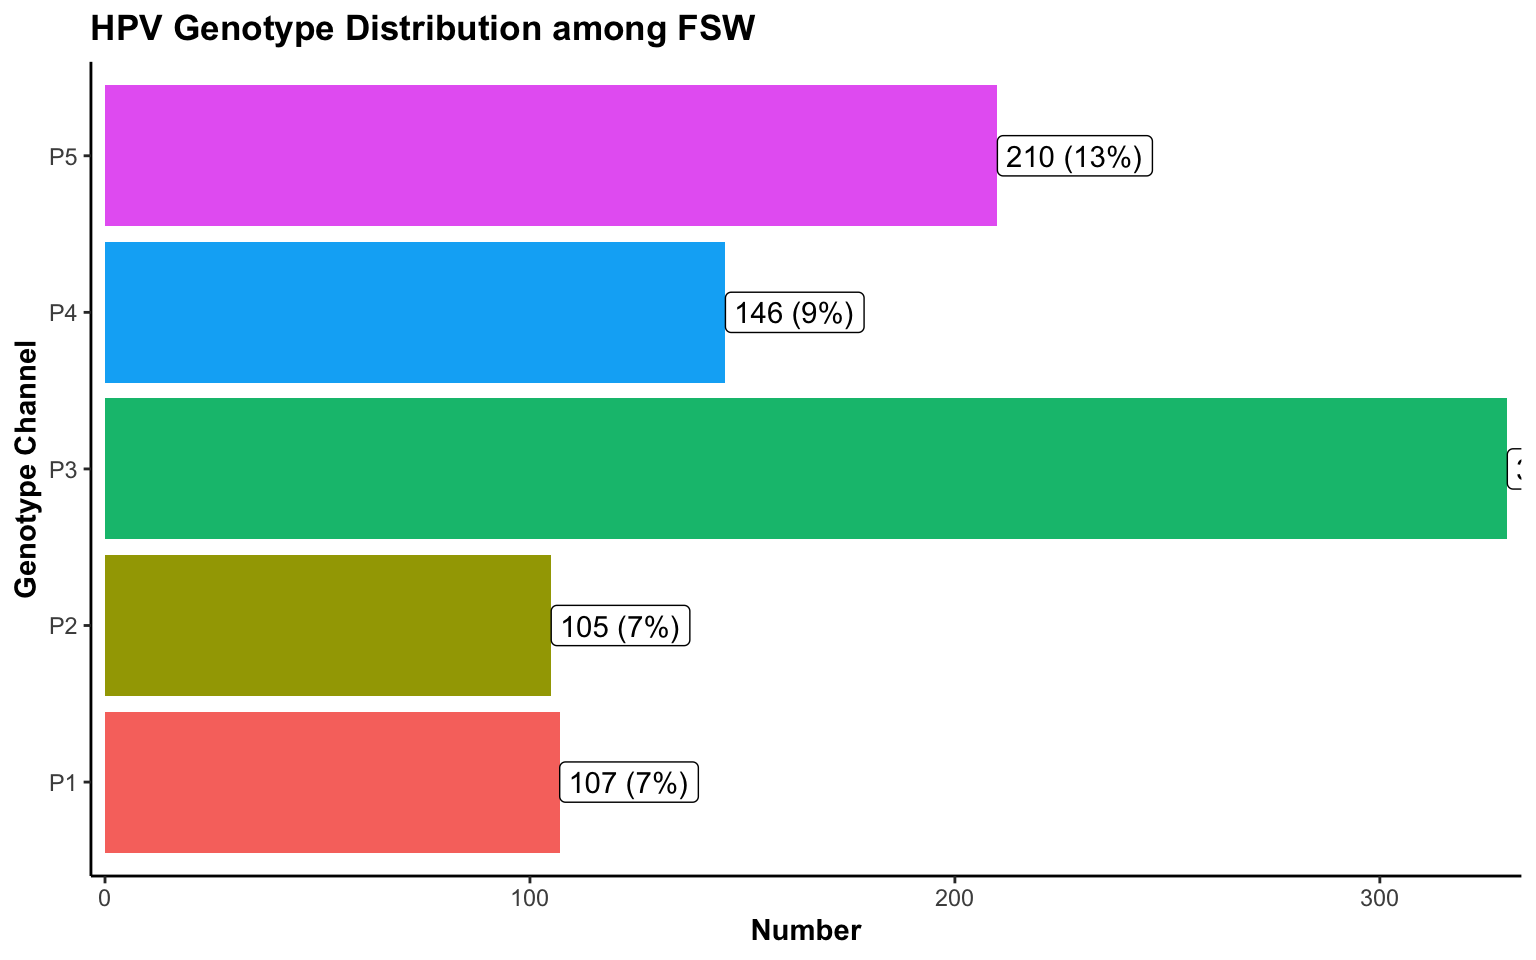 HPV Genotype Distribution among FSW
Genotype Channel
P5
210 (13%)
P4
146 (9%)
P3
P2
105 (7%)
P1
107 (7%)
0
100
200
300
Number